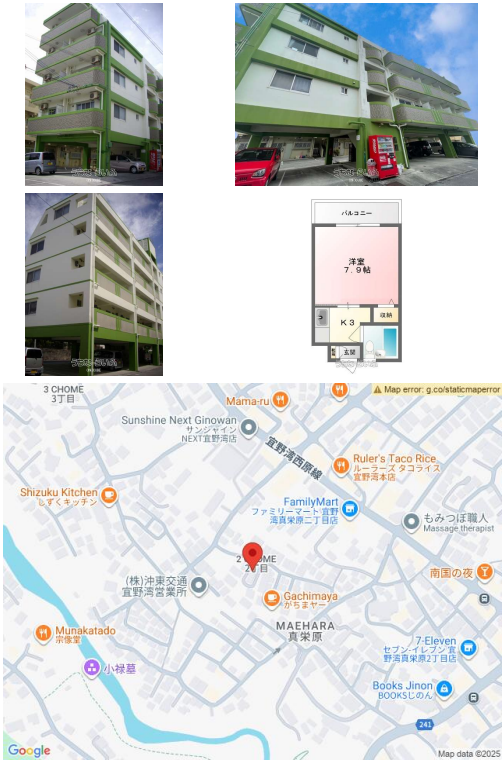 バルコニー
洋室
7.9帖
K3
収納
玄関
3 CHOME
3丁目
Mama-ru
Map error: g.co/staticmaperror
Sunshine Next Ginowan
サンシャイン
NEXT宜野湾店
宜野湾西原線
Ruler's Taco Rice
ルーラーズ タコライス
宜野湾本店
Shizuku Kitchen
しずくキッチン
FamilyMart
ファミリーマート 宜野
湾真栄原二丁目店
もみつぼ職人
Massage therapist
2 CHOME
2丁目
南国の夜
(株)沖東交通
宜野湾営業所
Gachimaya
がちまやー
MAEHARA
真栄原
Munakatado
宗像堂
7-Eleven
セブン-イレブン 宜
野湾真栄原2丁目店
小禄墓
Books Jinon
BOOKSじのん
241
Google
Map data ©2025